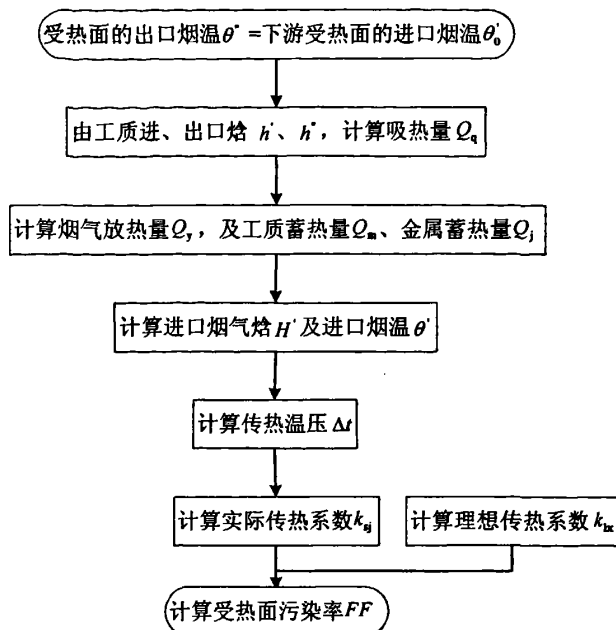 受热面的出口烟温θ"=下游受热面的进口烟温θ₀'
由工质进、出口焓 h'、h"，计算吸热量Q_q
计算烟气放热量Q_y，及工质蓄热量Q_m、金属蓄热量Q_j
计算进口烟气焓H'及进口烟温θ'
计算传热温压Δt
计算实际传热系数k_sj
计算理想传热系数k_lx
计算受热面污染率FF